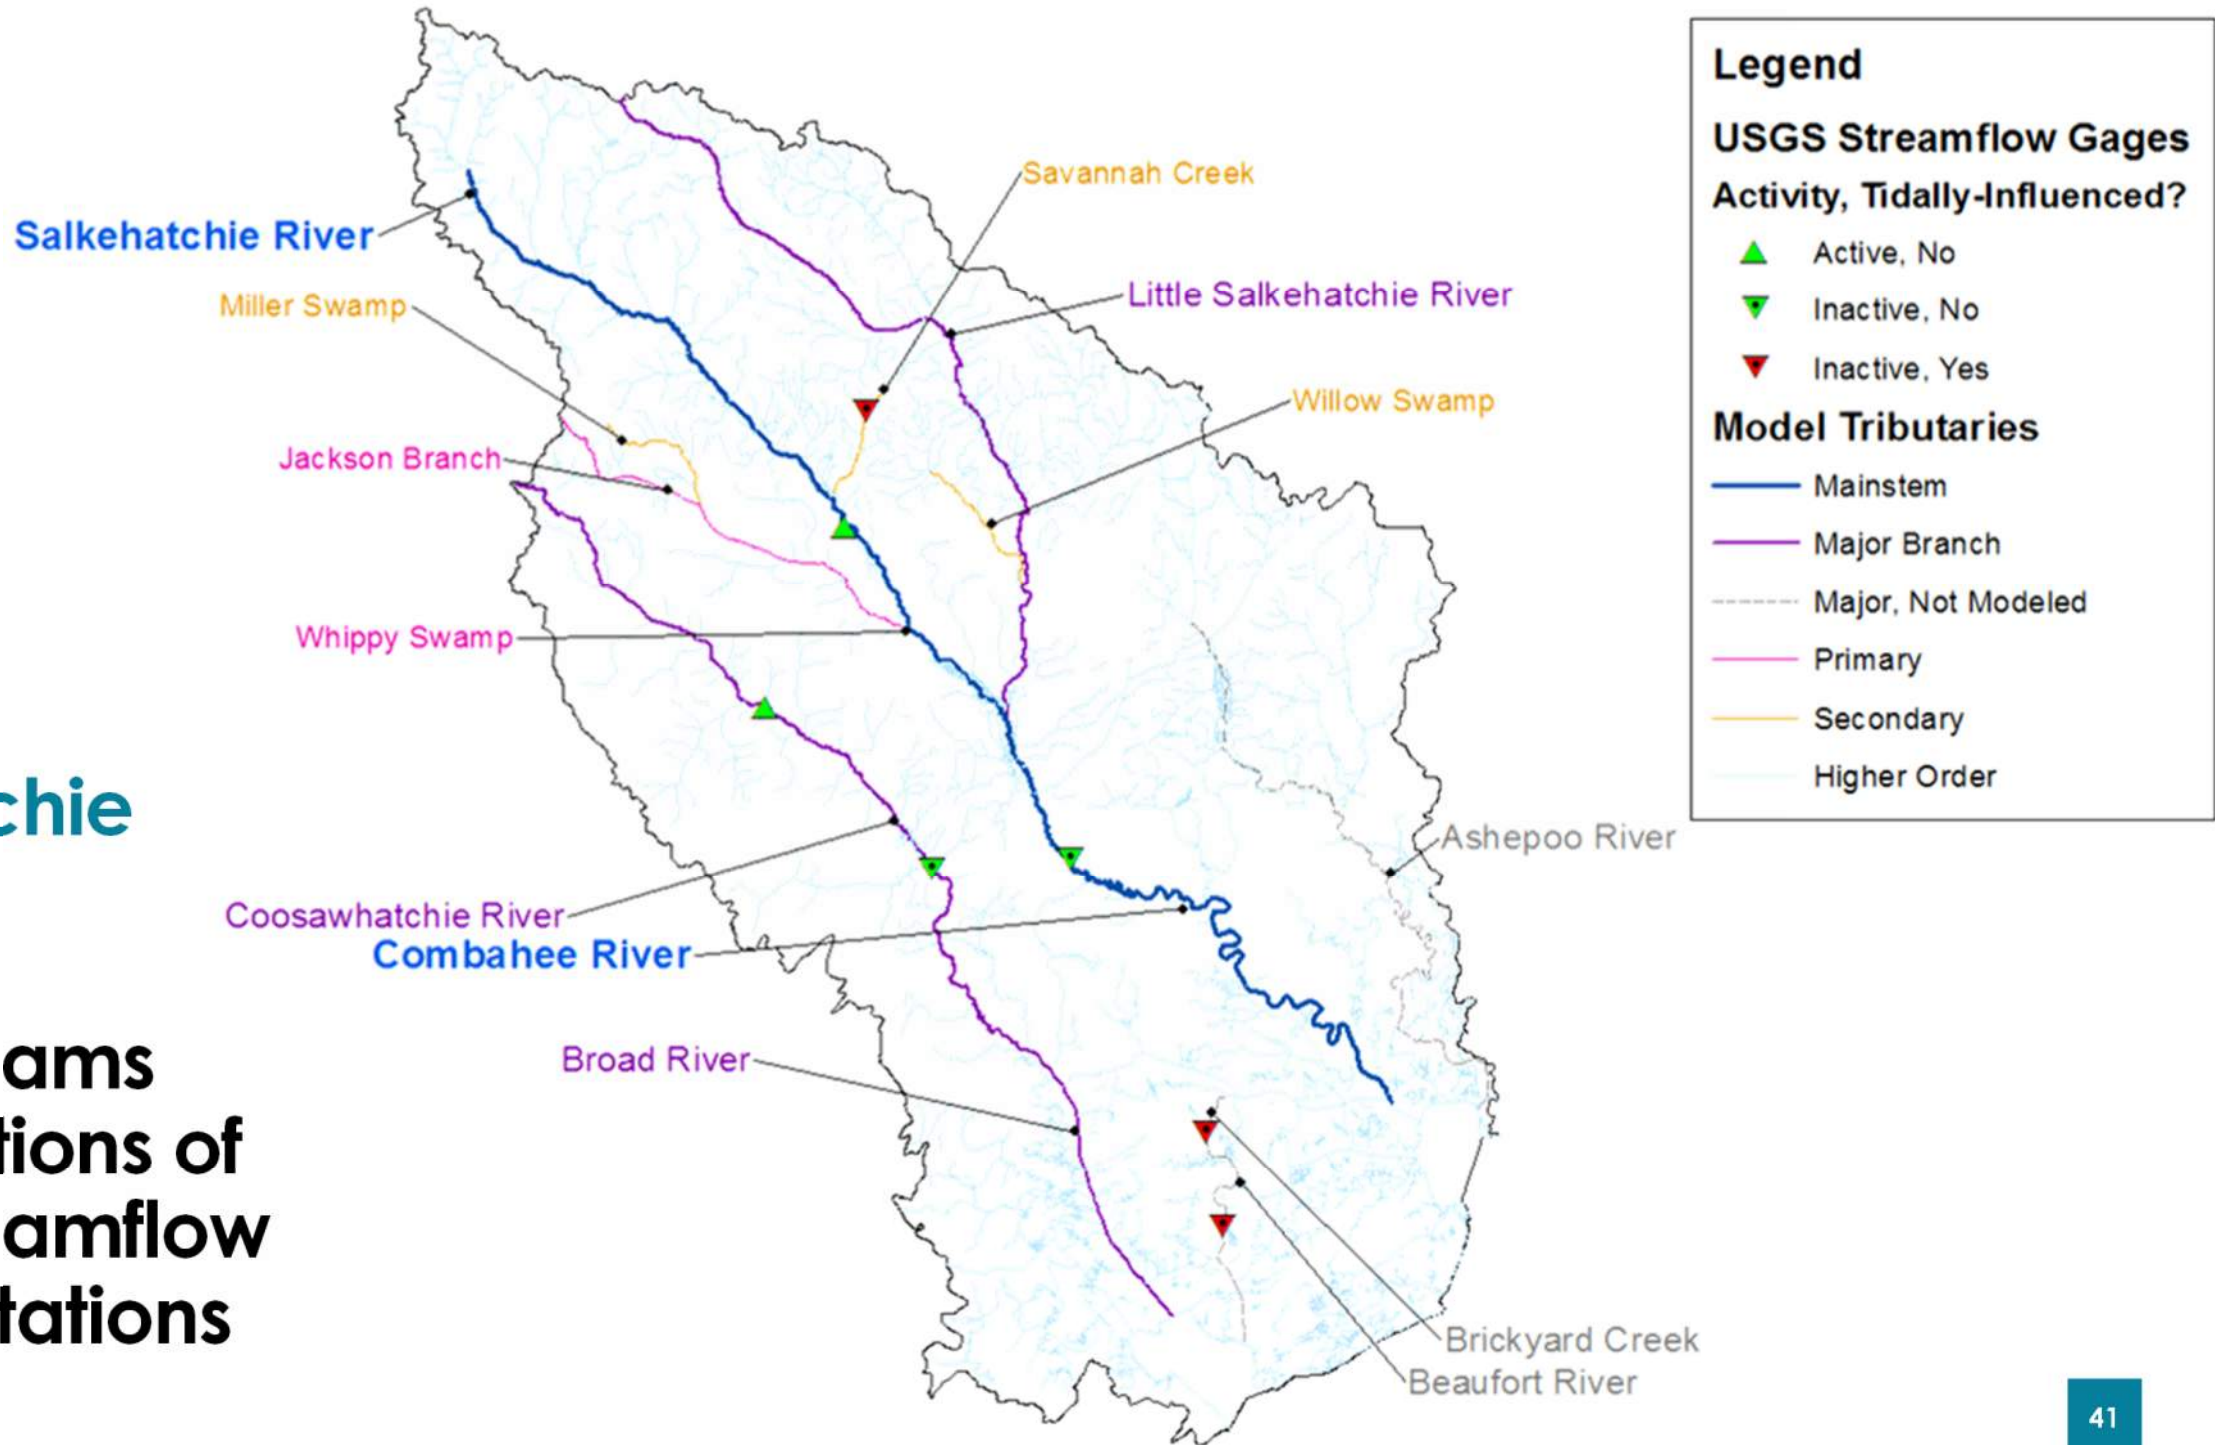 Savannah Creek
Salkehatchie River
Little Salkehatchie River
Miller Swamp
Willow Swamp
Jackson Branch
Whippy Swamp
Ashepoo River
Coosawhatchie River
Combahee River
Broad River
Brickyard Creek
Beaufort River
Legend
USGS Streamflow Gages
Activity, Tidally-Influenced?
Active, No
Inactive, No
Inactive, Yes
Model Tributaries
Mainstem
Major Branch
Major, Not Modeled
Primary
Secondary
Higher Order
chie
ams
tions of
amflow
tations
41